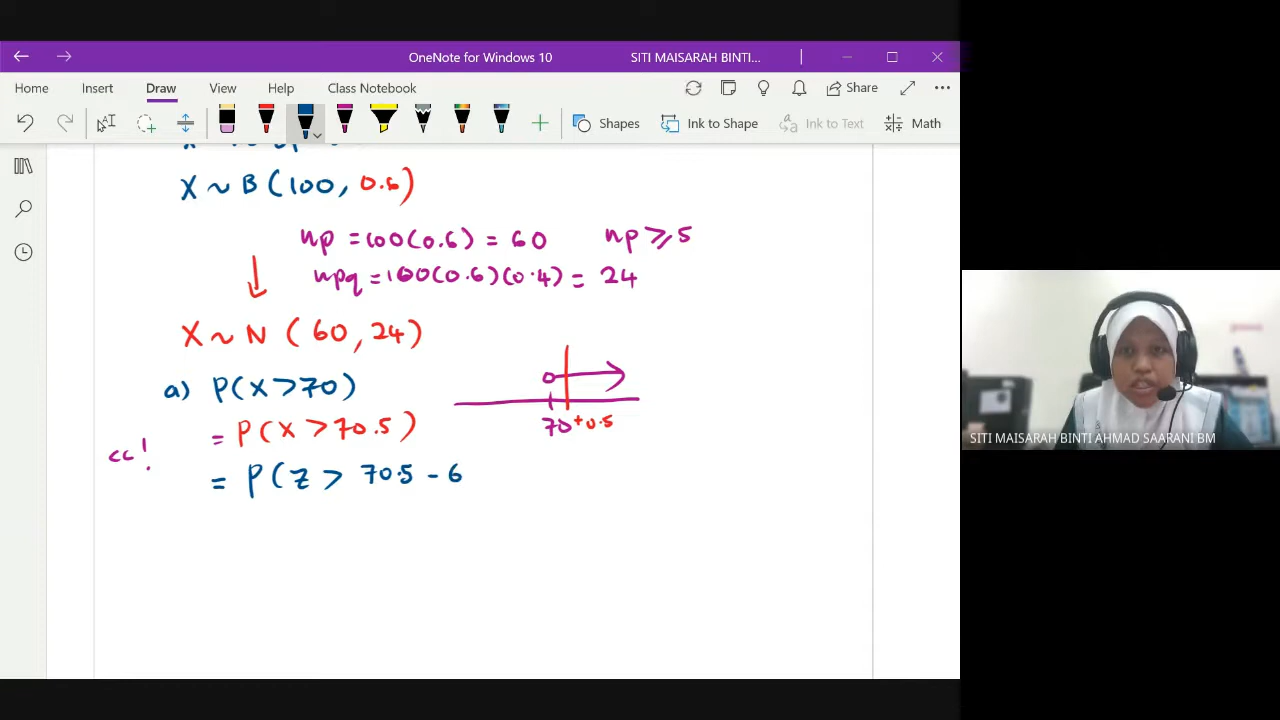 OneNote for Windows 10
SITI MAISARAH BINTI...
Home Insert Draw View Help Class Notebook
Share
Shapes Ink to Shape Ink to Text Math
X ~ B (100, 0.6)
np = 100(0.6) = 60 np ≥ 5
npq = 100(0.6)(0.4) = 24
X ~ N (60, 24)
a) P(X > 70)
= P(X > 70.5)
70 +0.5
cc!
= P(Z > 70.5 - 6
SITI MAISARAH BINTI AHMAD SAARANI BM